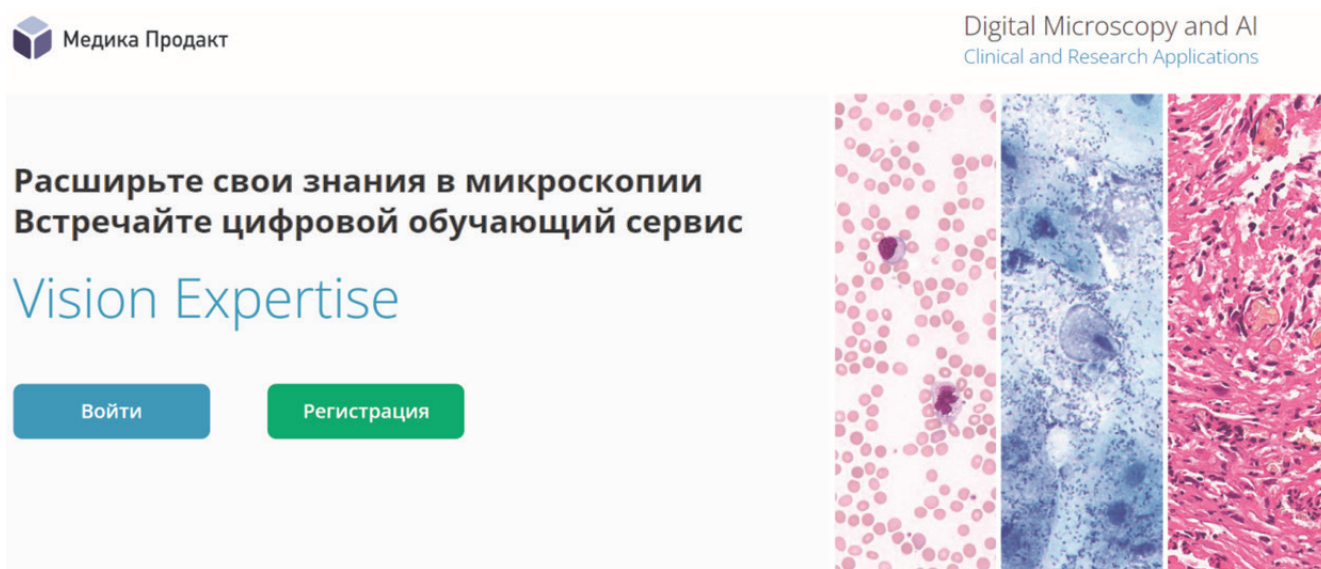 Медика Продакт
Digital Microscopy and AI
Clinical and Research Applications
Расширьте свои знания в микроскопии
Встречайте цифровой обучающий сервис
Vision Expertise
Войти
Регистрация